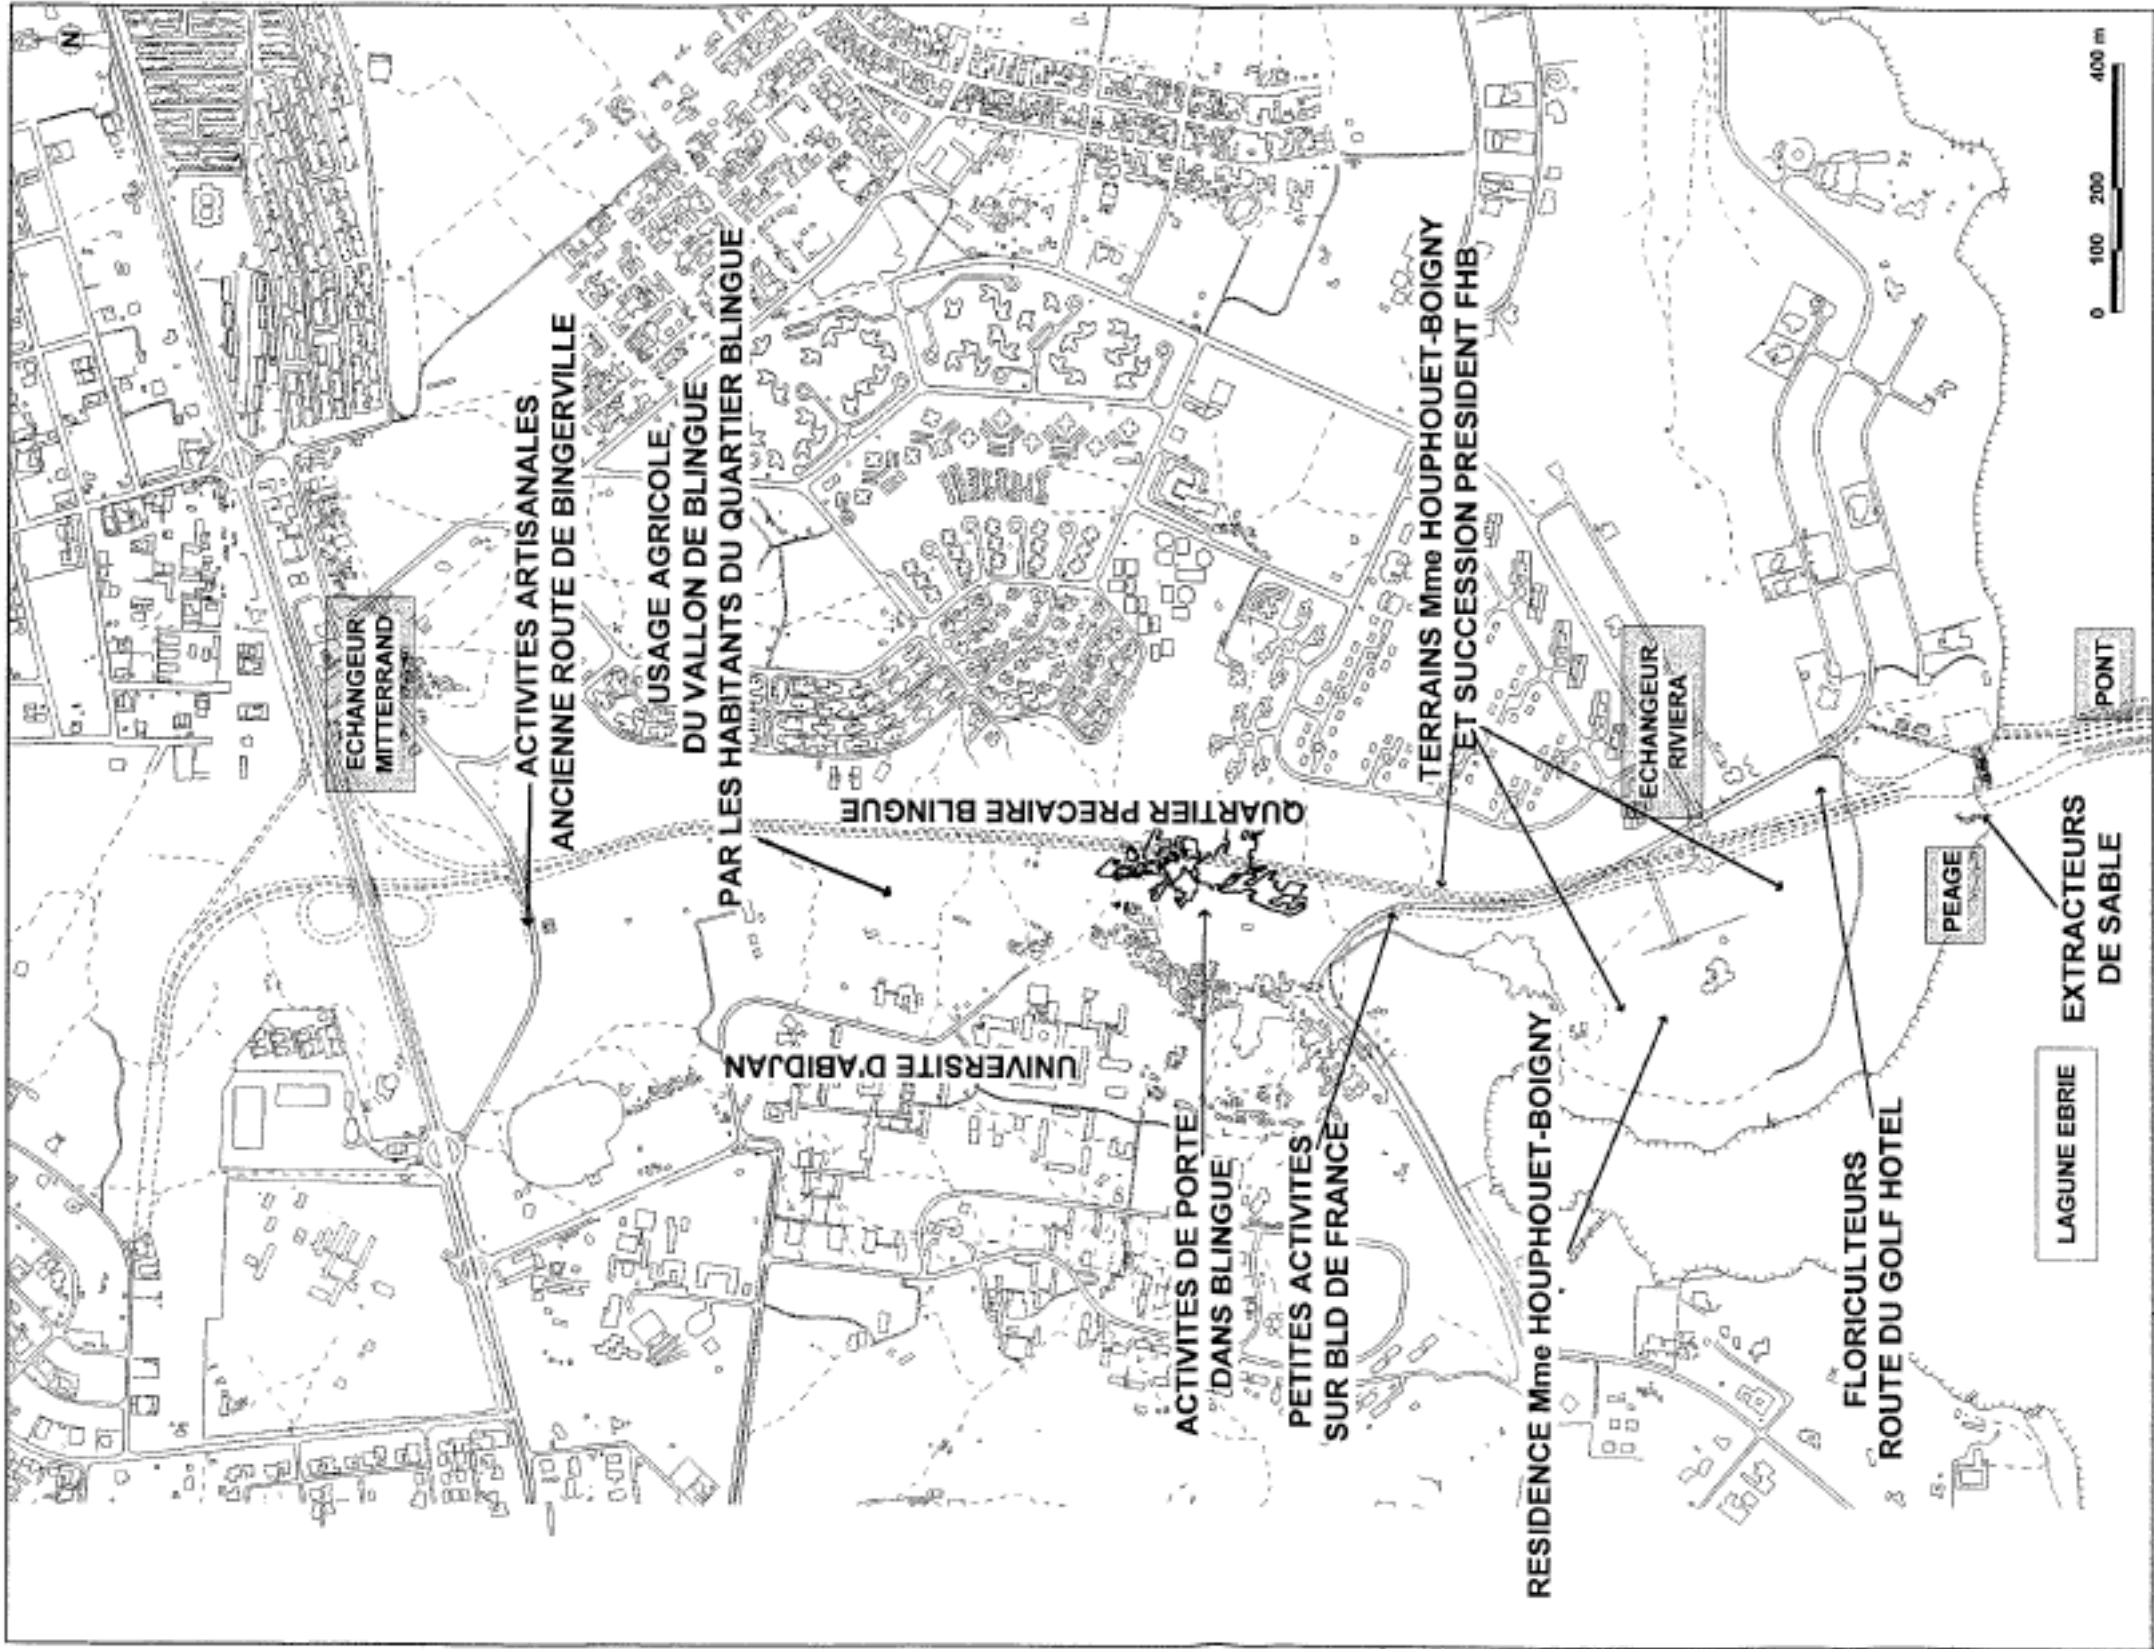 N
ECHANGEUR
MITTERRAND
ACTIVITES ARTISANALES
ANCIENNE ROUTE DE BINGERVILLE
USAGE AGRICOLE,
DU VALLON DE BLINGUE
PAR LES HABITANTS DU QUARTIER BLINGUE
QUARTIER PRECAIRE BLINGUE
UNIVERSITE D'ABIDJAN
ACTIVITES DE PORTE
DANS BLINGUE
PETITES ACTIVITES
SUR BLD DE FRANCE
TERRAINS Mme HOUPHOUET-BOIGNY
ET SUCCESSION PRESIDENT FHB
RESIDENCE Mme HOUPHOUET-BOIGNY
ECHANGEUR
RIVIERA
FLORICULTEURS
ROUTE DU GOLF HOTEL
PEAGE
PONT
EXTRACTEURS
DE SABLE
LAGUNE EBRIE
0 100 200 400 m